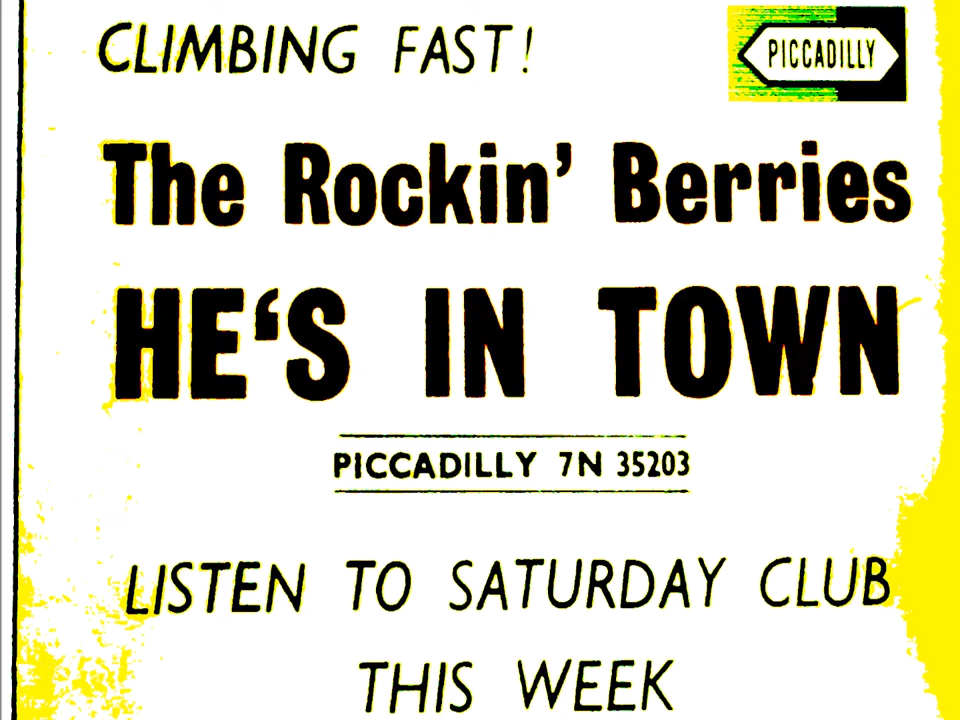 CLIMBING FAST!
PICCADILLY
The Rockin' Berries
HE'S IN TOWN
PICCADILLY 7N 35203
LISTEN TO SATURDAY CLUB
THIS WEEK